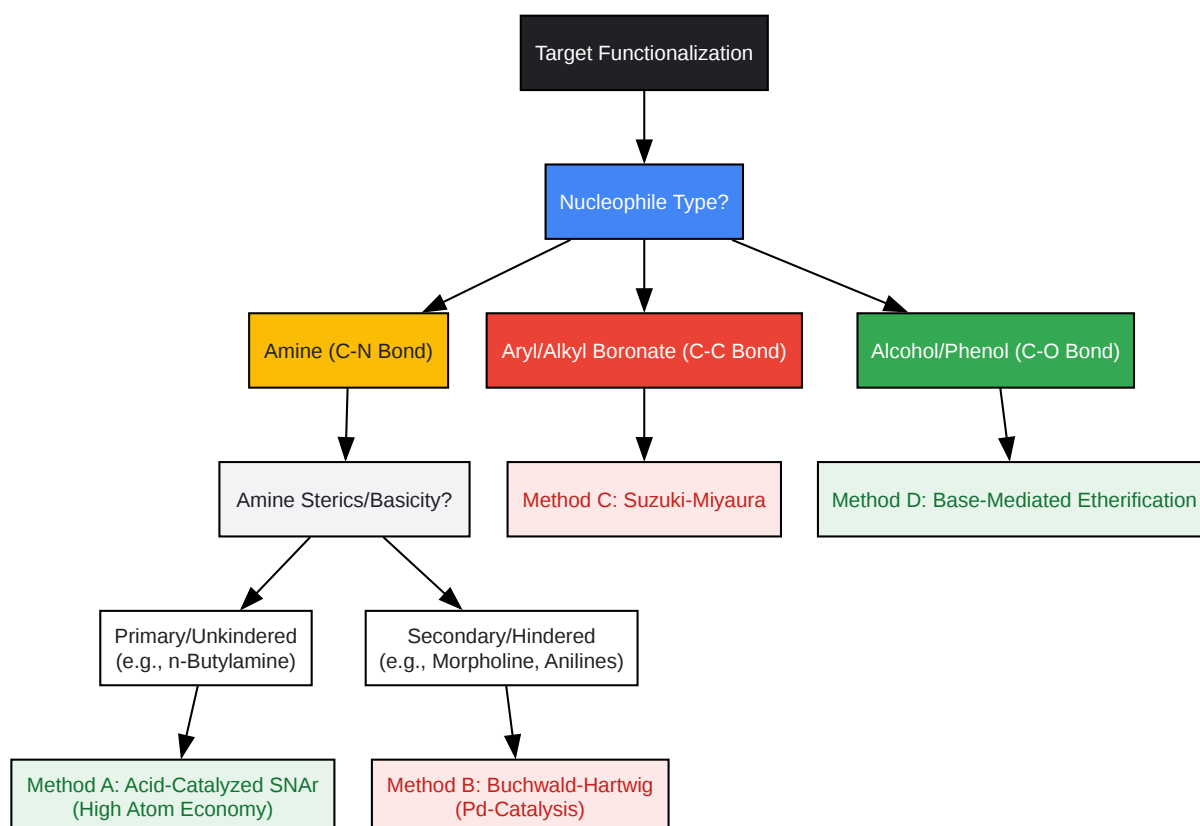 Target Functionalization
Nucleophile Type?
Amine (C-N Bond)
Aryl/Alkyl Boronate (C-C Bond)
Alcohol/Phenol (C-O Bond)
Amine Sterics/Basicity?
Method C: Suzuki-Miyaura
Method D: Base-Mediated Etherification
Primary/Unkindered
(e.g., n-Butylamine)
Secondary/Hindered
(e.g., Morpholine, Anilines)
Method A: Acid-Catalyzed SNAr
(High Atom Economy)
Method B: Buchwald-Hartwig
(Pd-Catalysis)